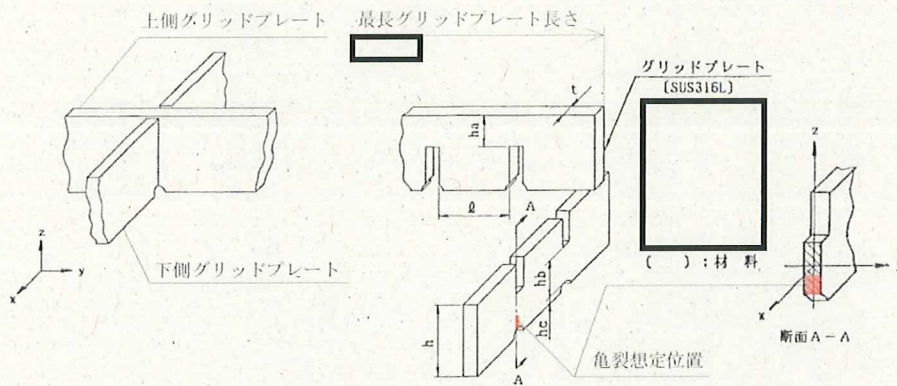 上側グリッドプレート
最長グリッドプレート長さ
グリッドプレート
(SUS316L)
t
ha
ℓ
A
hb
hc
h
A
z
y
x
下側グリッドプレート
( ):材 料
z
x
断面A-A
亀裂想定位置